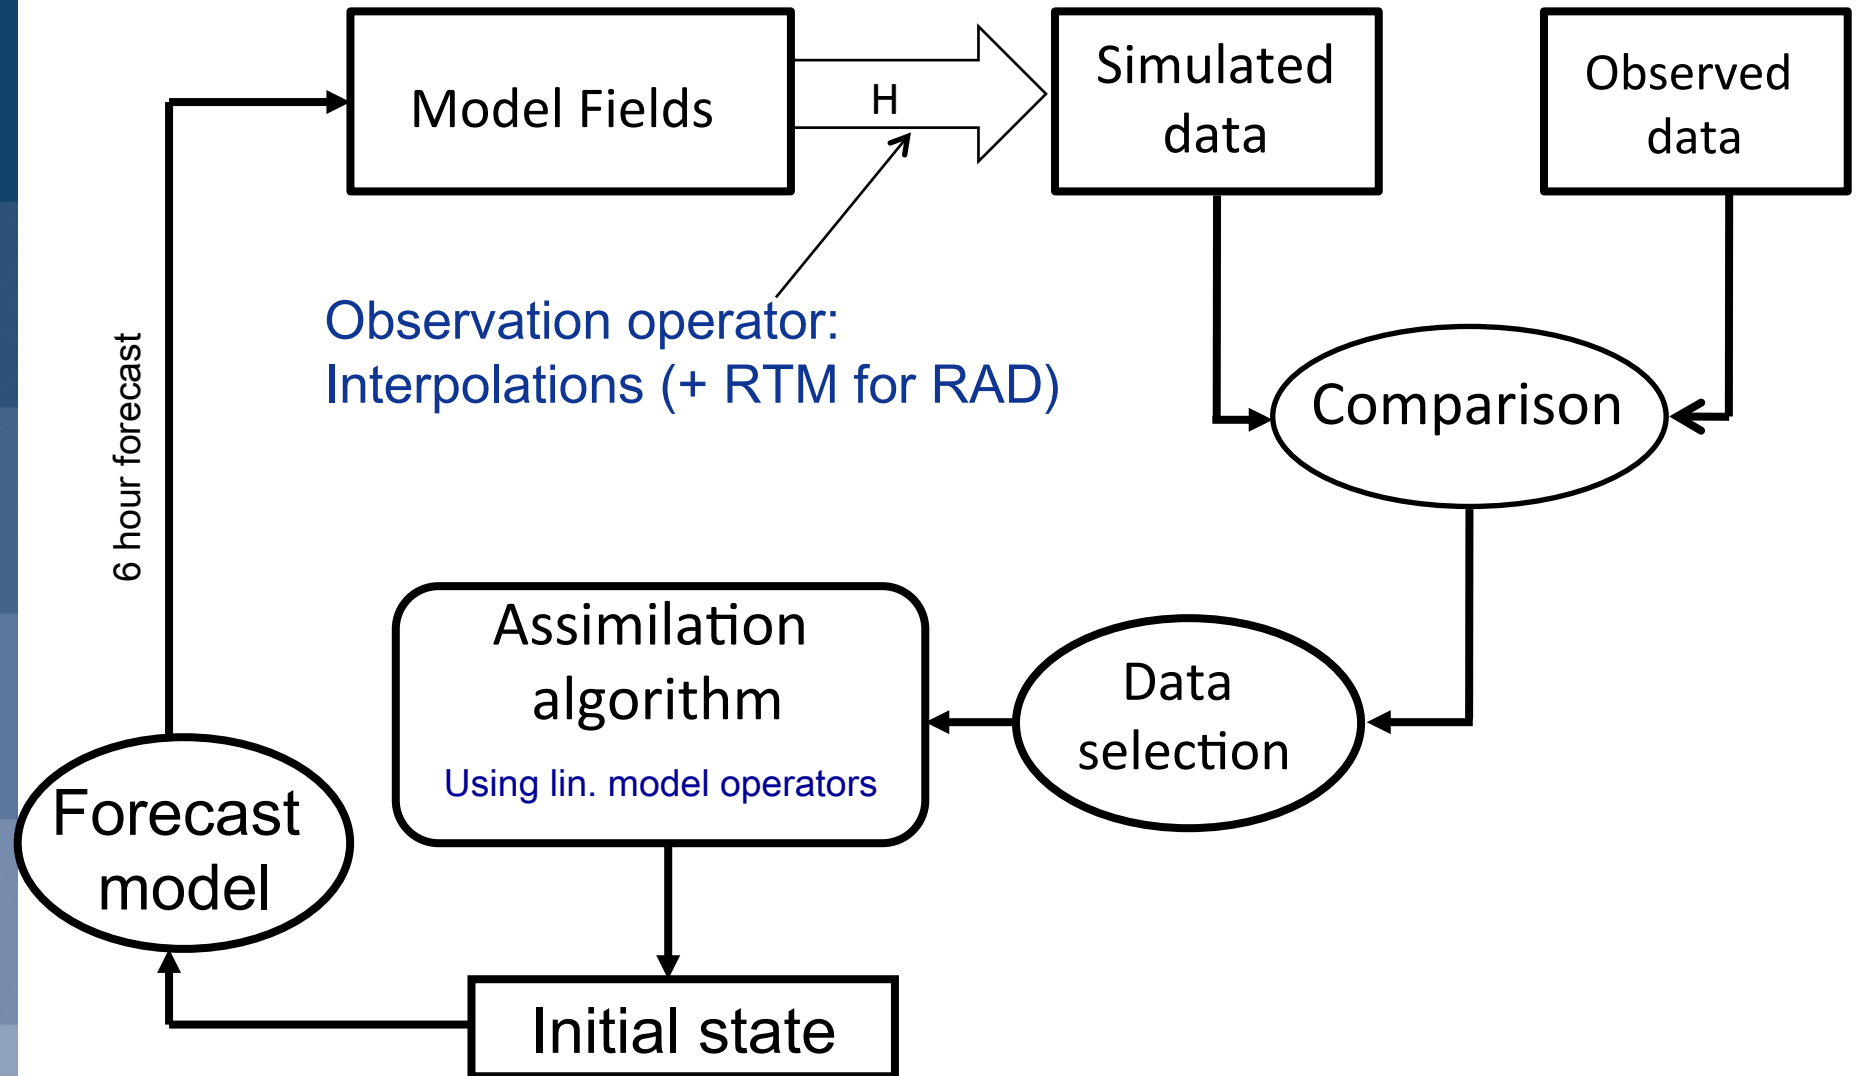 Model Fields
H
Simulated
data
Observed
data
Observation operator:
Interpolations (+ RTM for RAD)
6 hour forecast
Comparison
Assimilation
algorithm
Using lin. model operators
Data
selection
Forecast
model
Initial state